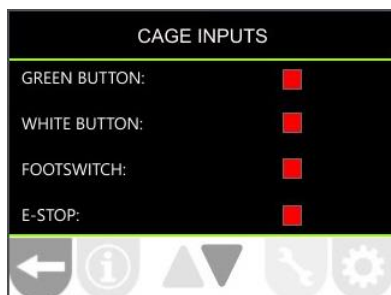 CAGE INPUTS
GREEN BUTTON:
WHITE BUTTON:
FOOTSWITCH:
E-STOP: